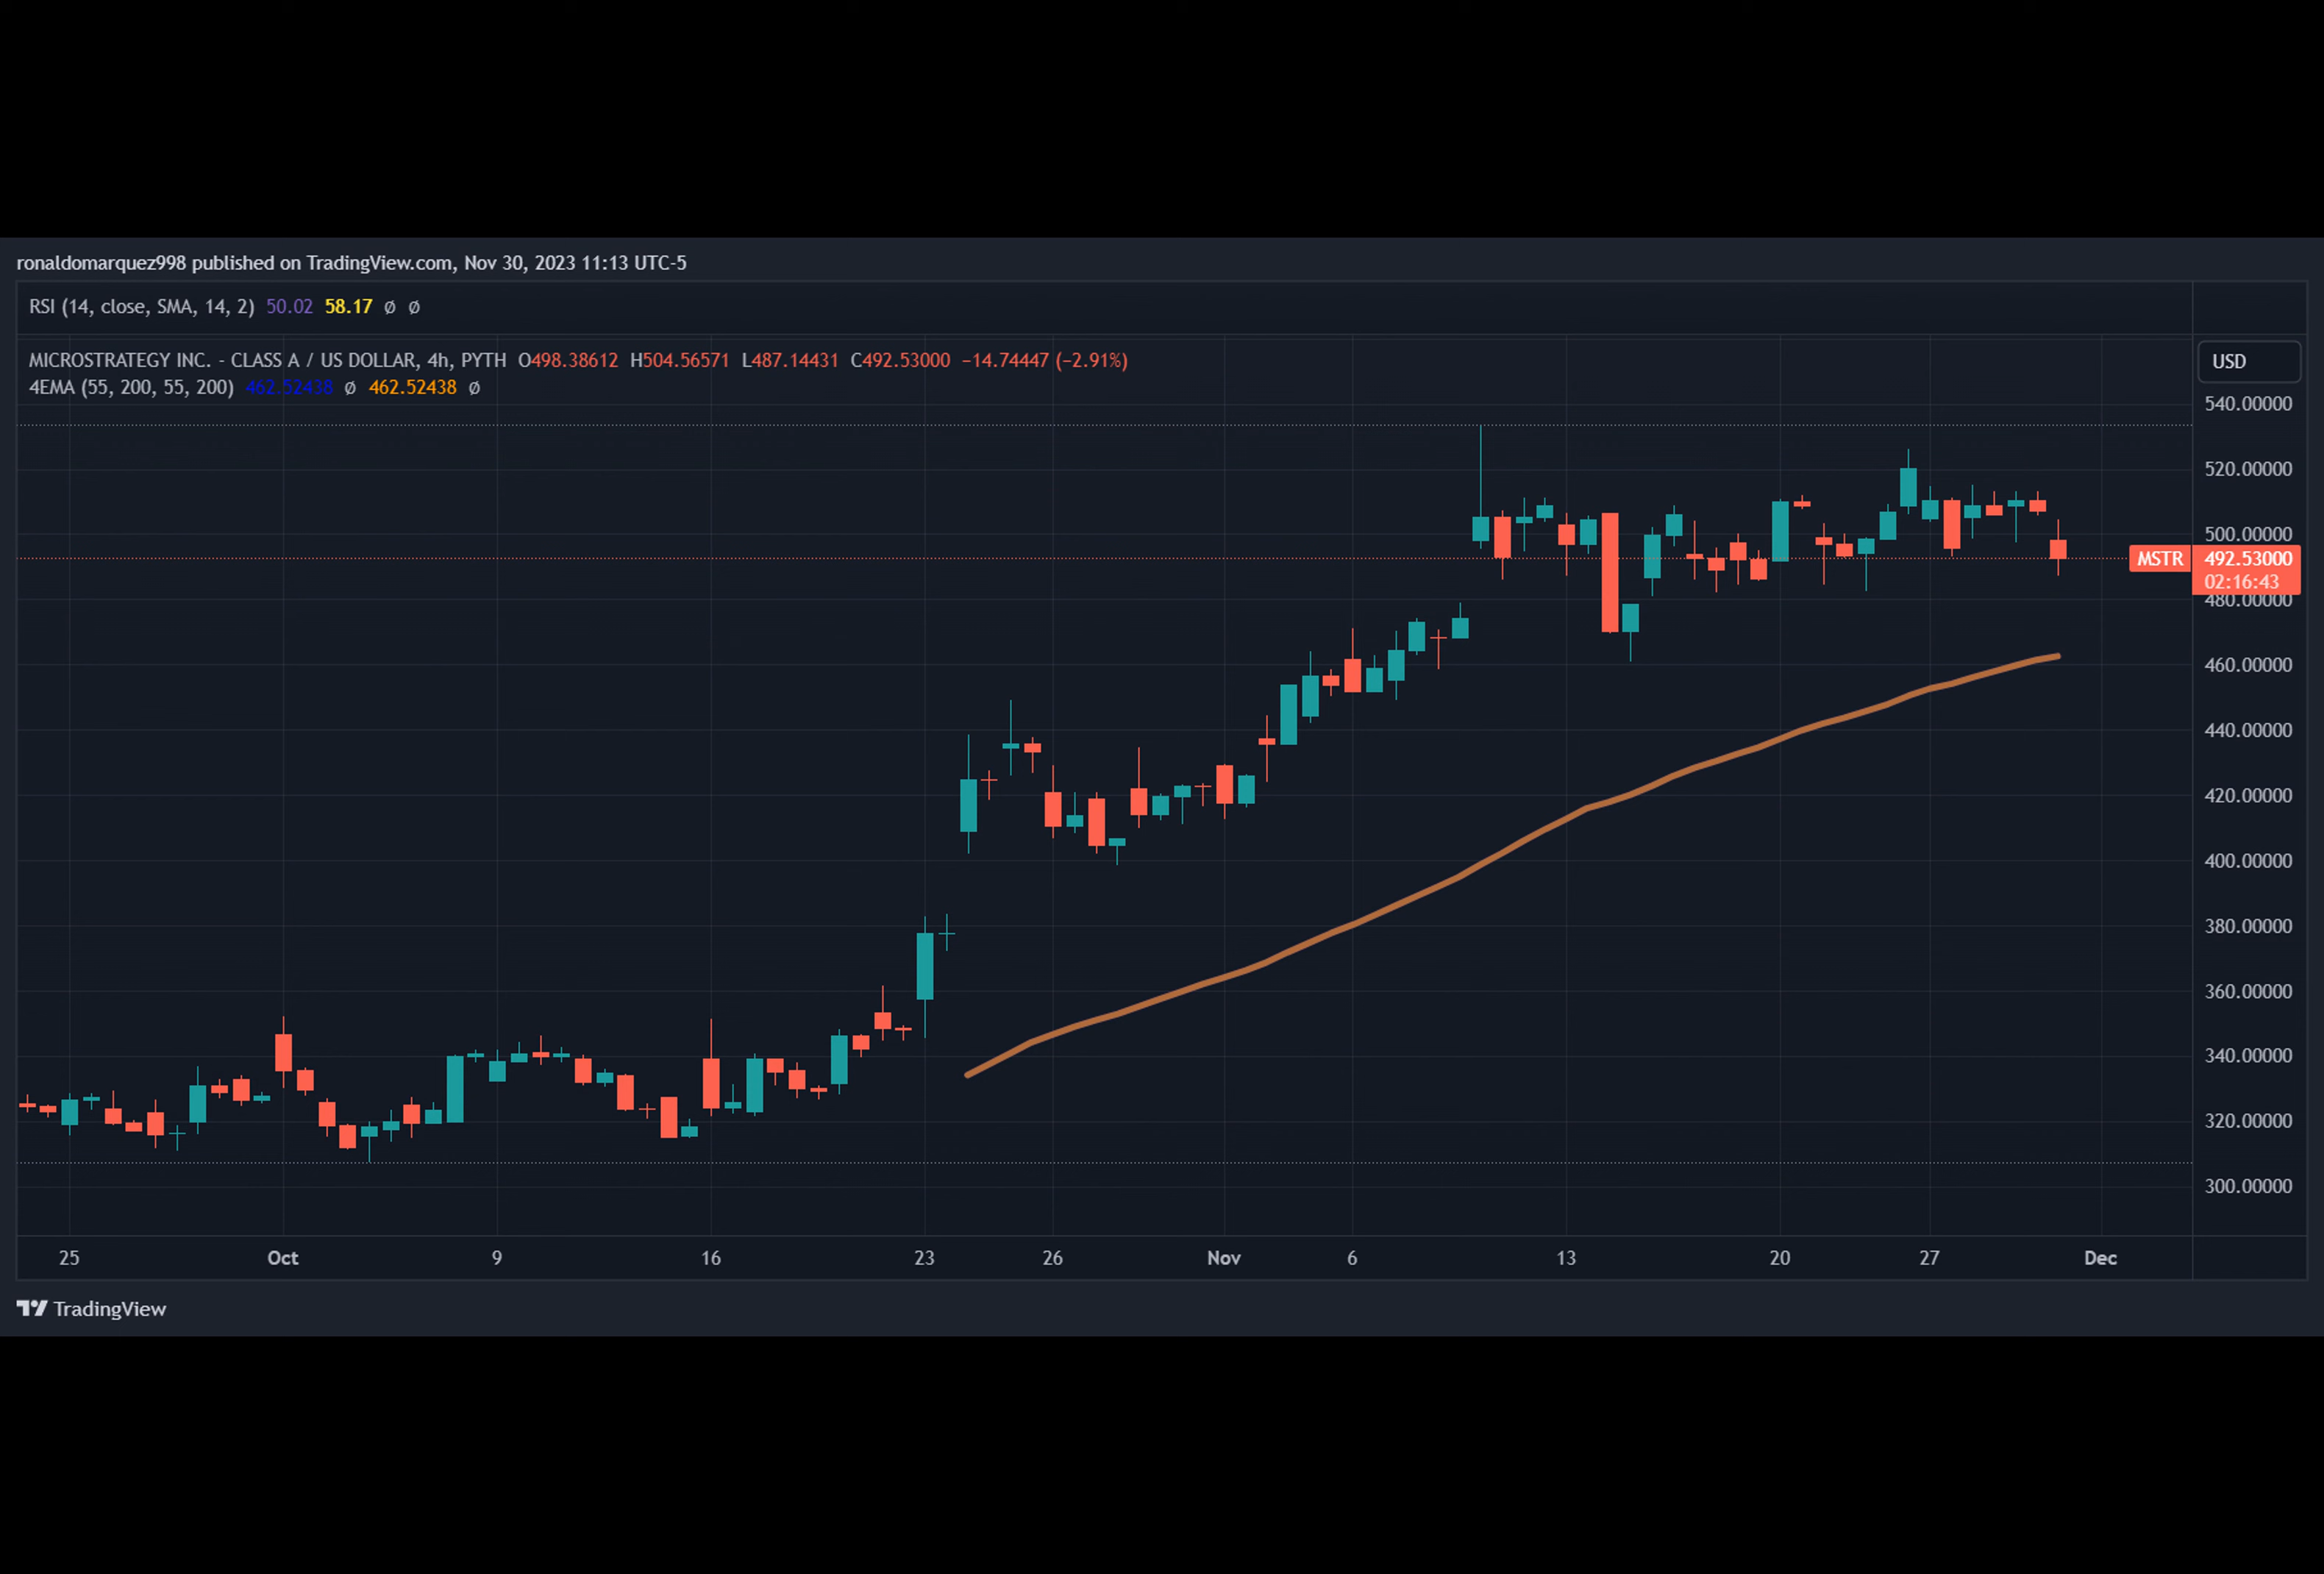 ronaldomarquez998 published on TradingView.com, Nov 30, 2023 11:13 UTC-5
RSI (14, close, SMA, 14, 2) 50.02 58.17 ø ø
MICROSTRATEGY INC. - CLASS A / US DOLLAR, 4h, PYTH O498.38612 H504.56571 L487.14431 C492.53000 −14.74447 (−2.91%)
4EMA (55, 200, 55, 200) 462.52438 ø 462.52438 ø
USD
540.00000
520.00000
500.00000
MSTR 492.53000
02:16:43
480.00000
460.00000
440.00000
420.00000
400.00000
380.00000
360.00000
340.00000
320.00000
300.00000
25 Oct 9 16 23 26 Nov 6 13 20 27 Dec
TradingView